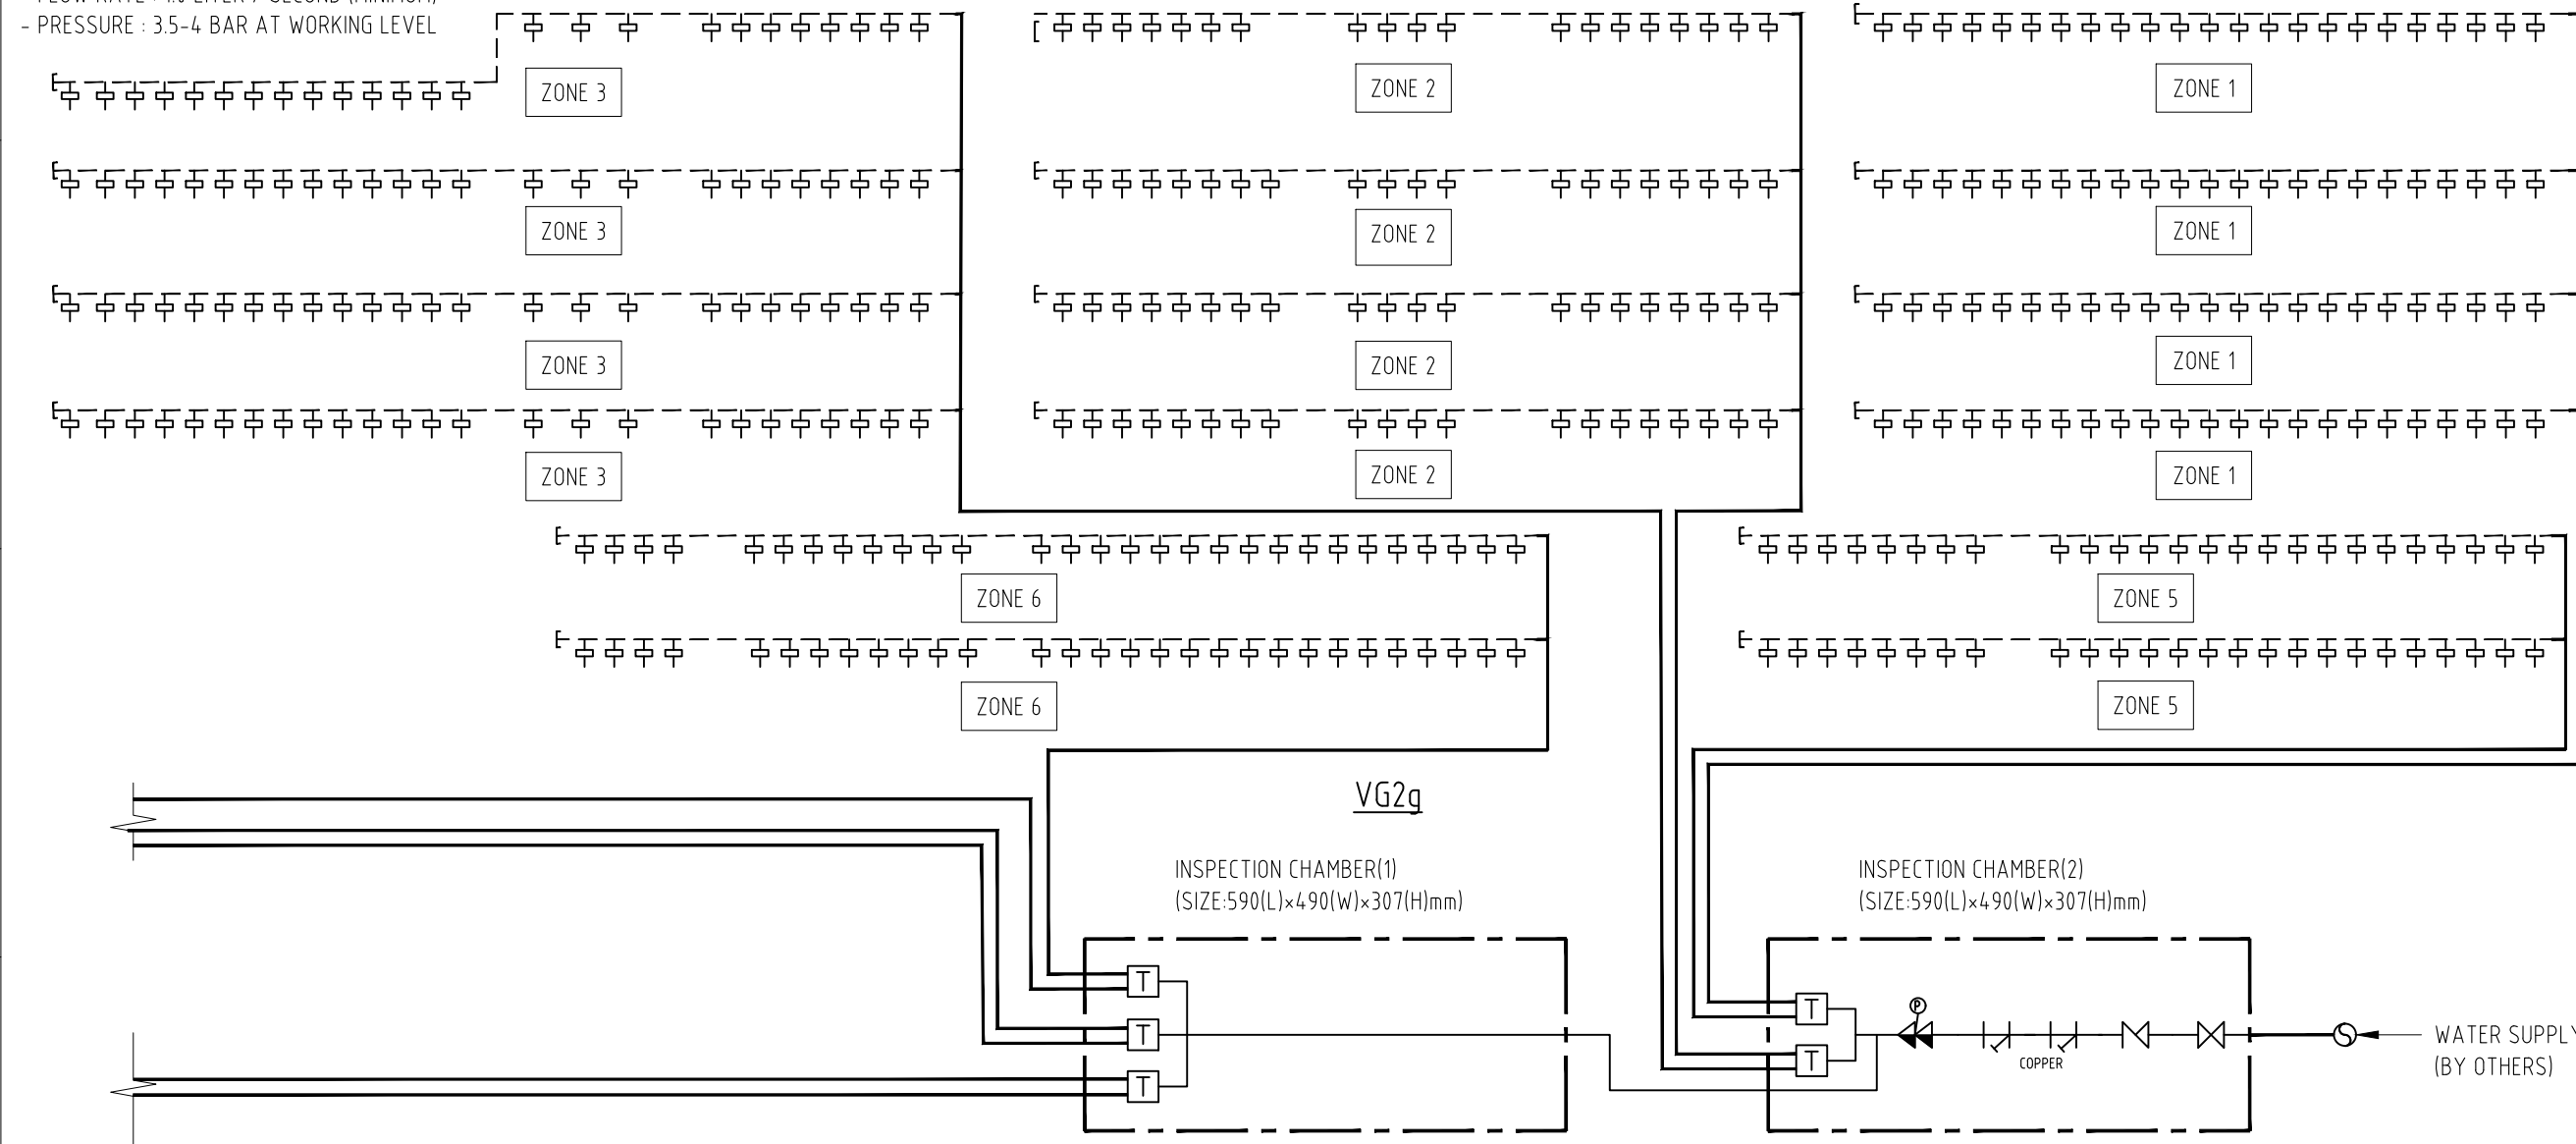 - PRESSURE : 3.5-4 BAR AT WORKING LEVEL
ZONE 3
ZONE 2
ZONE 1
ZONE 3
ZONE 2
ZONE 1
ZONE 3
ZONE 2
ZONE 1
ZONE 3
ZONE 2
ZONE 1
ZONE 6
ZONE 5
ZONE 6
ZONE 5
VG2g
INSPECTION CHAMBER(1)
(SIZE:590(L)×490(W)×307(H)mm)
INSPECTION CHAMBER(2)
(SIZE:590(L)×490(W)×307(H)mm)
T
T
T
T
T
P
COPPER
S
WATER SUPPLY
(BY OTHERS)